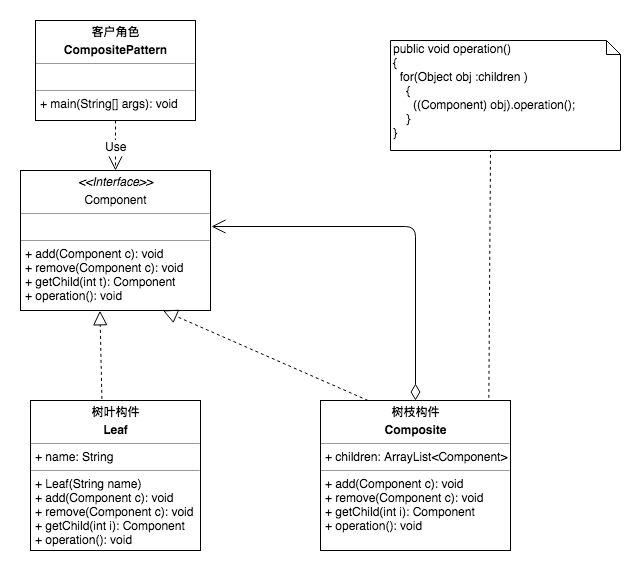 客户角色
CompositePattern
+ main(String[] args): void
Use
public void operation()
{
for(Object obj :children )
{
((Component) obj).operation();
}
}
<<Interface>>
Component
+ add(Component c): void
+ remove(Component c): void
+ getChild(int t): Component
+ operation(): void
树叶构件
Leaf
+ name: String
+ Leaf(String name)
+ add(Component c): void
+ remove(Component c): void
+ getChild(int i): Component
+ operation(): void
树枝构件
Composite
+ children: ArrayList<Component>
+ add(Component c): void
+ remove(Component c): void
+ getChild(int i): Component
+ operation(): void